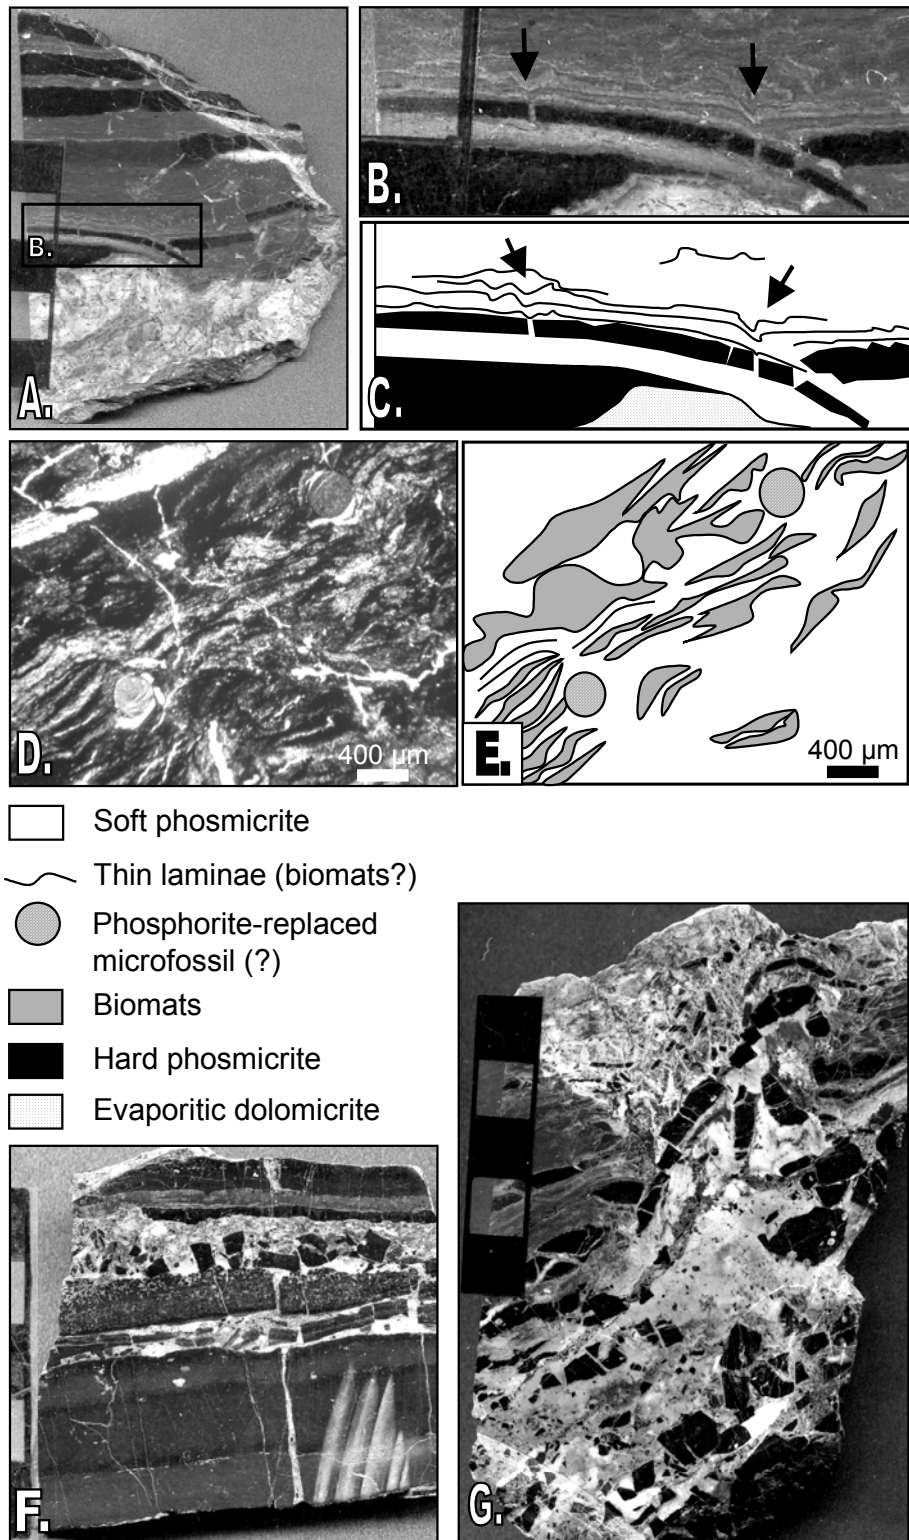 A.
B.
B.
C.
D.
400 µm
E.
400 µm
Soft phosmicrite
Thin laminae (biomats?)
Phosphorite-replaced
microfossil (?)
Biomats
Hard phosmicrite
Evaporitic dolomicrite
F.
G.